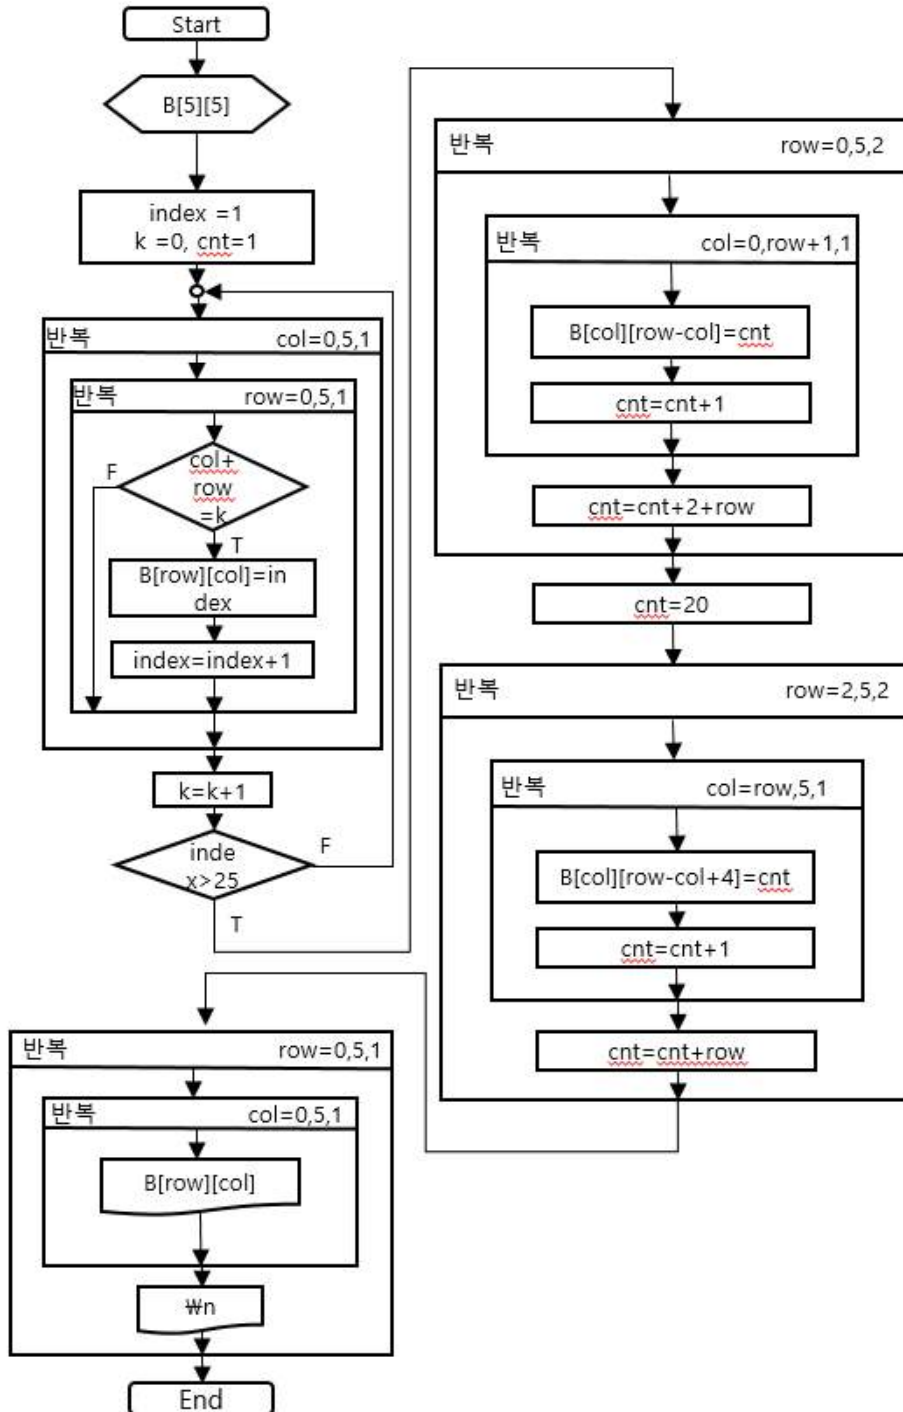 Start
B[5][5]
index =1
k =0, cnt=1
반복 col=0,5,1
반복 row=0,5,1
col+
row
=k
F
T
B[row][col]=in
dex
index=index+1
k=k+1
inde
x>25
F
T
반복 row=0,5,2
반복 col=0,row+1,1
B[col][row-col]=cnt
cnt=cnt+1
cnt=cnt+2+row
cnt=20
반복 row=2,5,2
반복 col=row,5,1
B[col][row-col+4]=cnt
cnt=cnt+1
cnt=cnt+row
반복 row=0,5,1
반복 col=0,5,1
B[row][col]
₩n
End